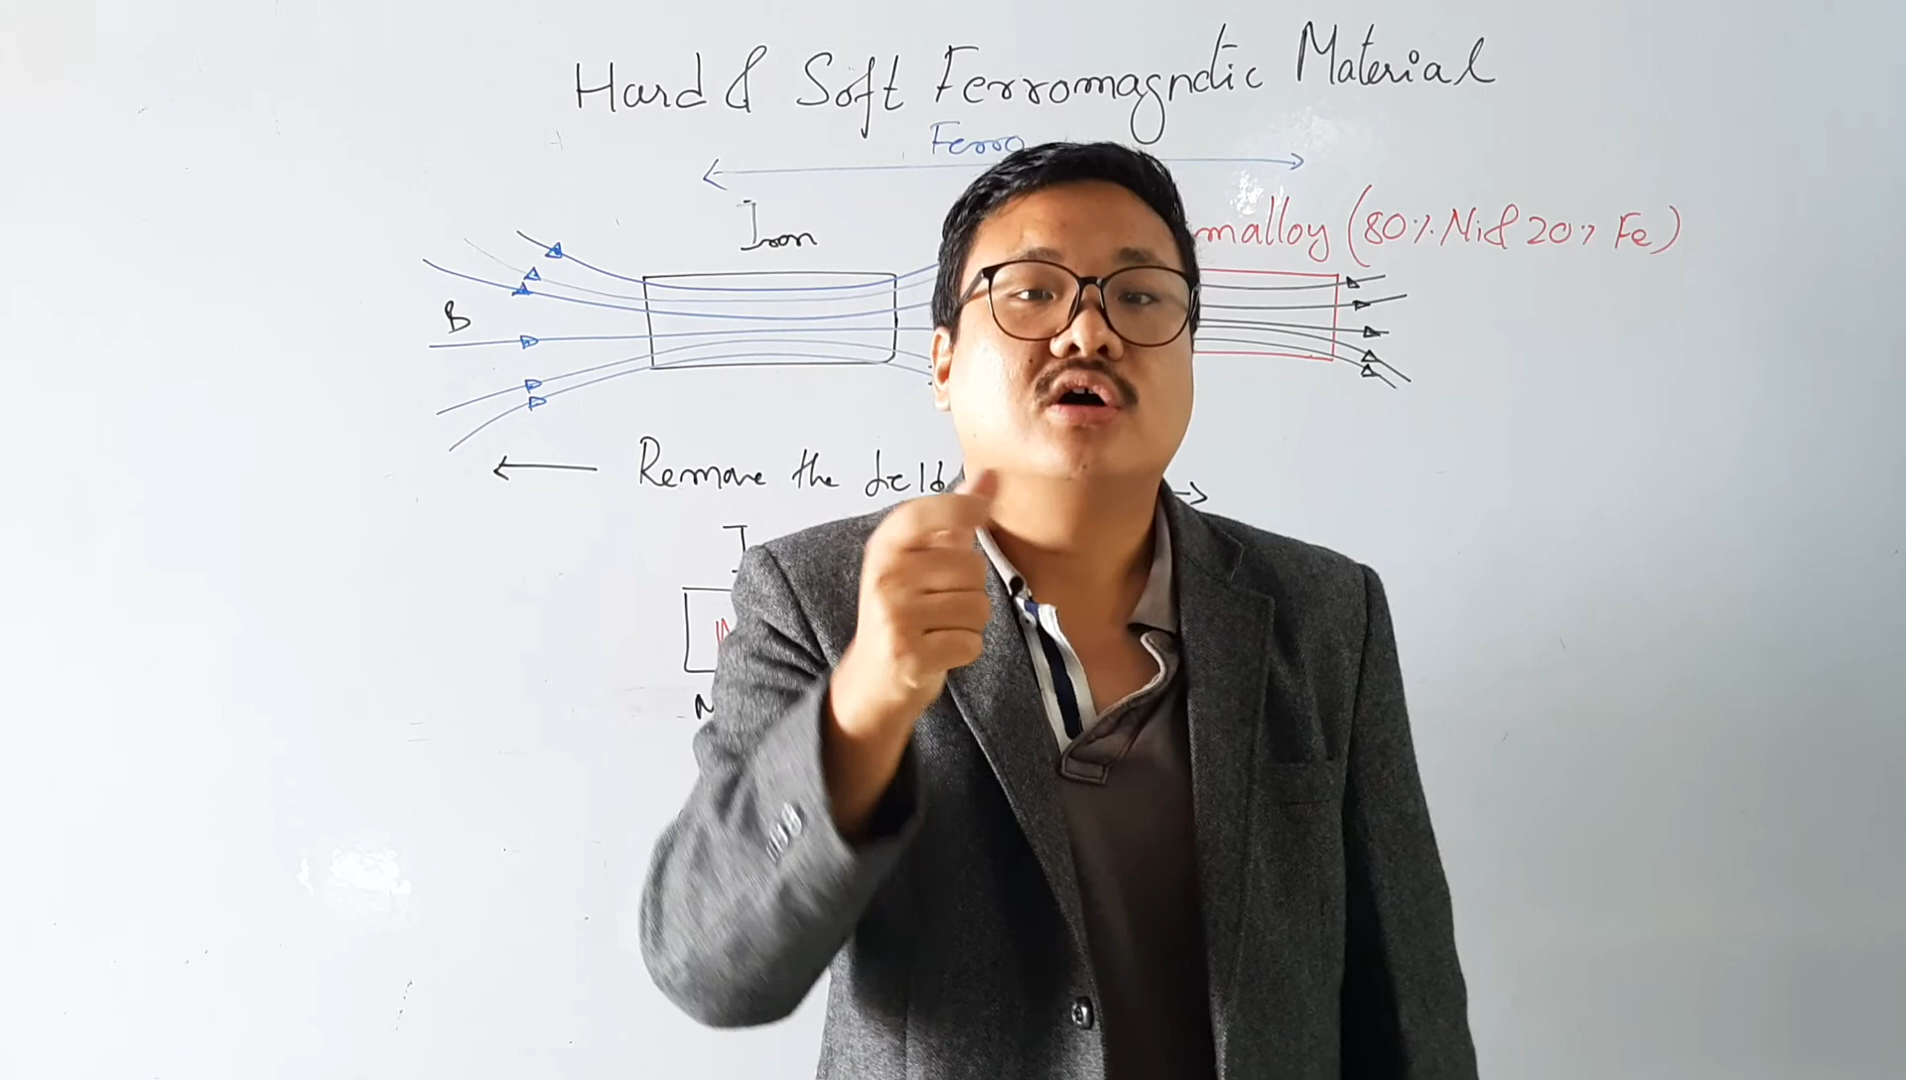 Hard & Soft Ferromagnetic Material
Ferro
Iron
malloy (80% Ni & 20% Fe)
B
Remove the field
I
N